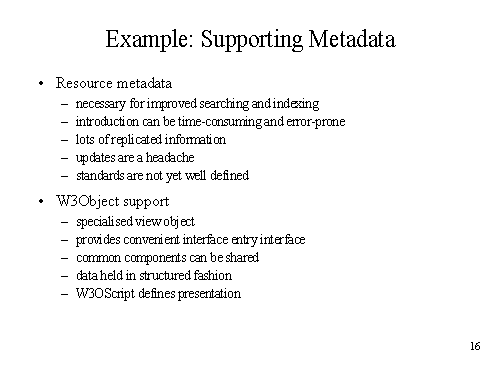 Example: Supporting Metadata
• Resource metadata
– necessary for improved searching and indexing
– introduction can be time-consuming and error-prone
– lots of replicated information
– updates are a headache
– standards are not yet well defined
• W3Object support
– specialised view object
– provides convenient interface entry interface
– common components can be shared
– data held in structured fashion
– W3OScript defines presentation
16